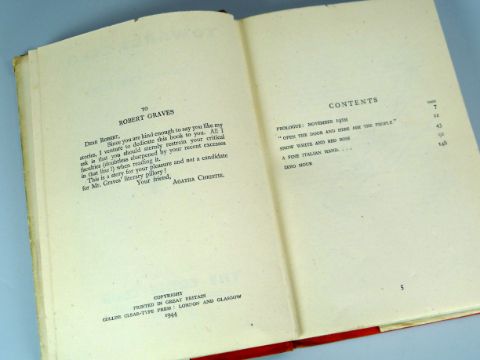 TO
ROBERT GRAVES
DEAR ROBERT,
Since you are kind enough to say you like my
stories, I venture to dedicate this book to you. All I
ask is that you should sternly restrain your critical
faculties (doubtless sharpened by your recent excesses
in that line!) when reading it.
This is a story for your pleasure and not a candidate
for Mr. Graves' literary pillory!
Your friend,
AGATHA CHRISTIE.
COPYRIGHT
PRINTED IN GREAT BRITAIN
COLLINS CLEAR-TYPE PRESS : LONDON AND GLASGOW
1944
CONTENTS
PAGE
PROLOGUE: NOVEMBER 19TH 7
"OPEN THE DOOR AND HERE ARE THE PEOPLE" 12
SNOW WHITE AND RED ROSE 43
A FINE ITALIAN HAND. . . .
ZERO HOUR 148
5